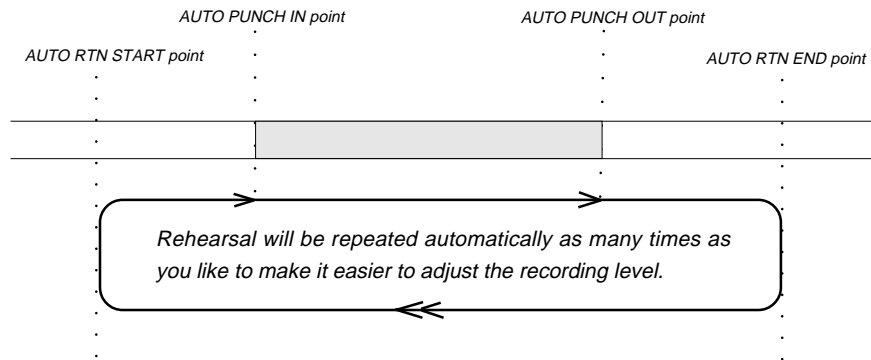 AUTO PUNCH IN point
AUTO PUNCH OUT point
AUTO RTN START point
AUTO RTN END point
Rehearsal will be repeated automatically as many times as
you like to make it easier to adjust the recording level.